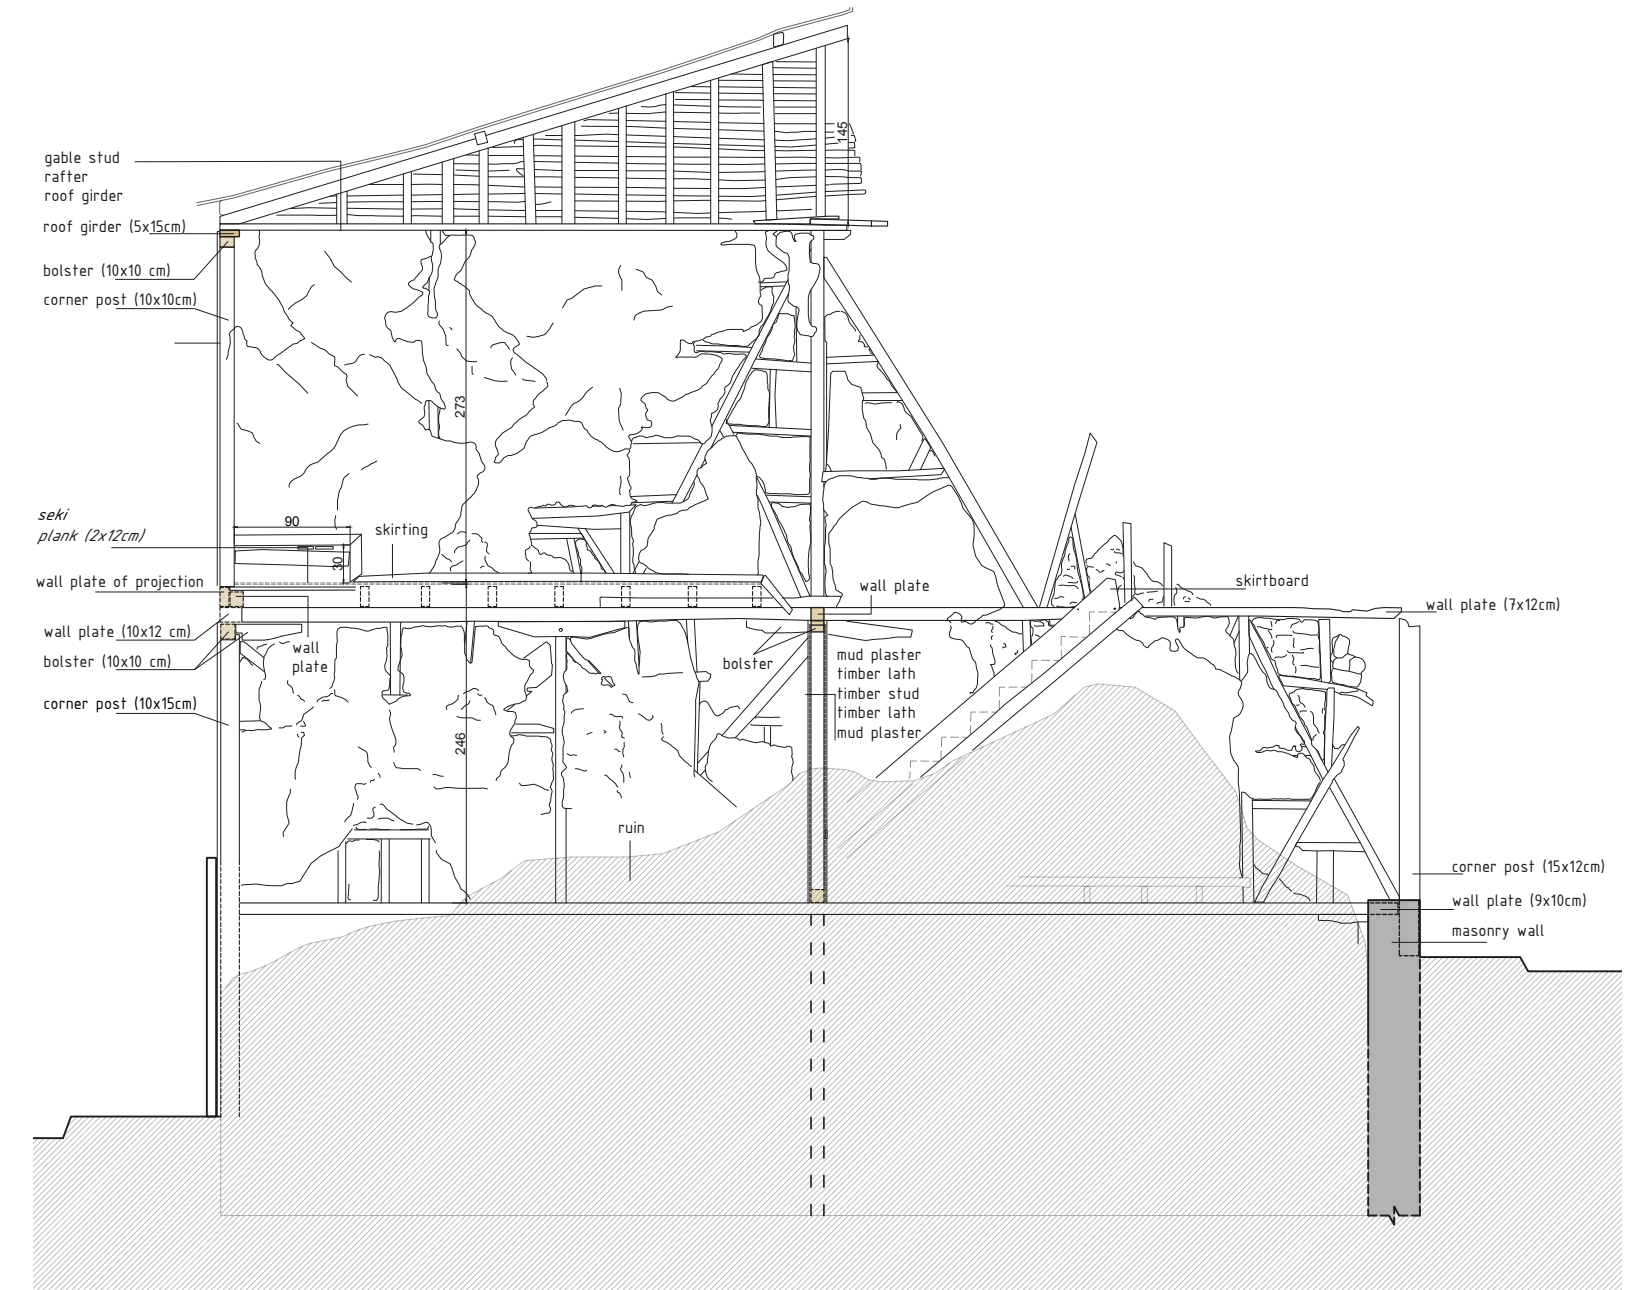 145
gable stud
rafter
roof girder
roof girder (5x15cm)
bolster (10x10 cm)
corner post (10x10cm)
273
seki
plank (2x12cm)
90
skirting
30
wall plate of projection
wall plate
skirtboard
wall plate (7x12cm)
wall plate (10x12 cm)
bolster (10x10 cm)
wall
plate
bolster
mud plaster
timber lath
timber stud
timber lath
mud plaster
corner post (10x15cm)
246
ruin
corner post (15x12cm)
wall plate (9x10cm)
masonry wall